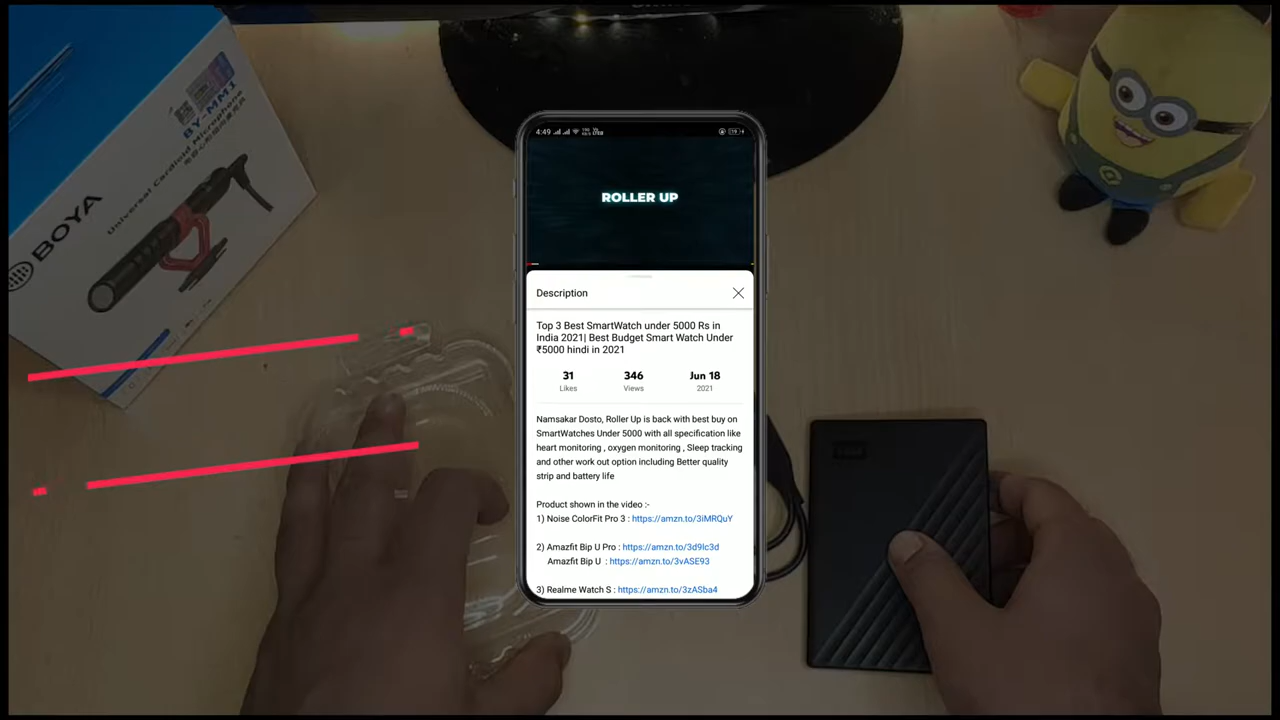 BOYA
Universal Cardioid Microphone
BY-MM1
4:49
ROLLER UP
Description
Top 3 Best SmartWatch under 5000 Rs in
India 2021| Best Budget Smart Watch Under
₹5000 hindi in 2021
31
346
Jun 18
Likes
Views
2021
Namsakar Dosto, Roller Up is back with best buy on
SmartWatches Under 5000 with all specification like
heart monitoring , oxygen monitoring , Sleep tracking
and other work out option including Better quality
strip and battery life
Product shown in the video :-
1) Noise ColorFit Pro 3 : https://amzn.to/3iMRQuY
2) Amazfit Bip U Pro : https://amzn.to/3d9lc3d
Amazfit Bip U : https://amzn.to/3vASE93
3) Realme Watch S : https://amzn.to/3zASba4